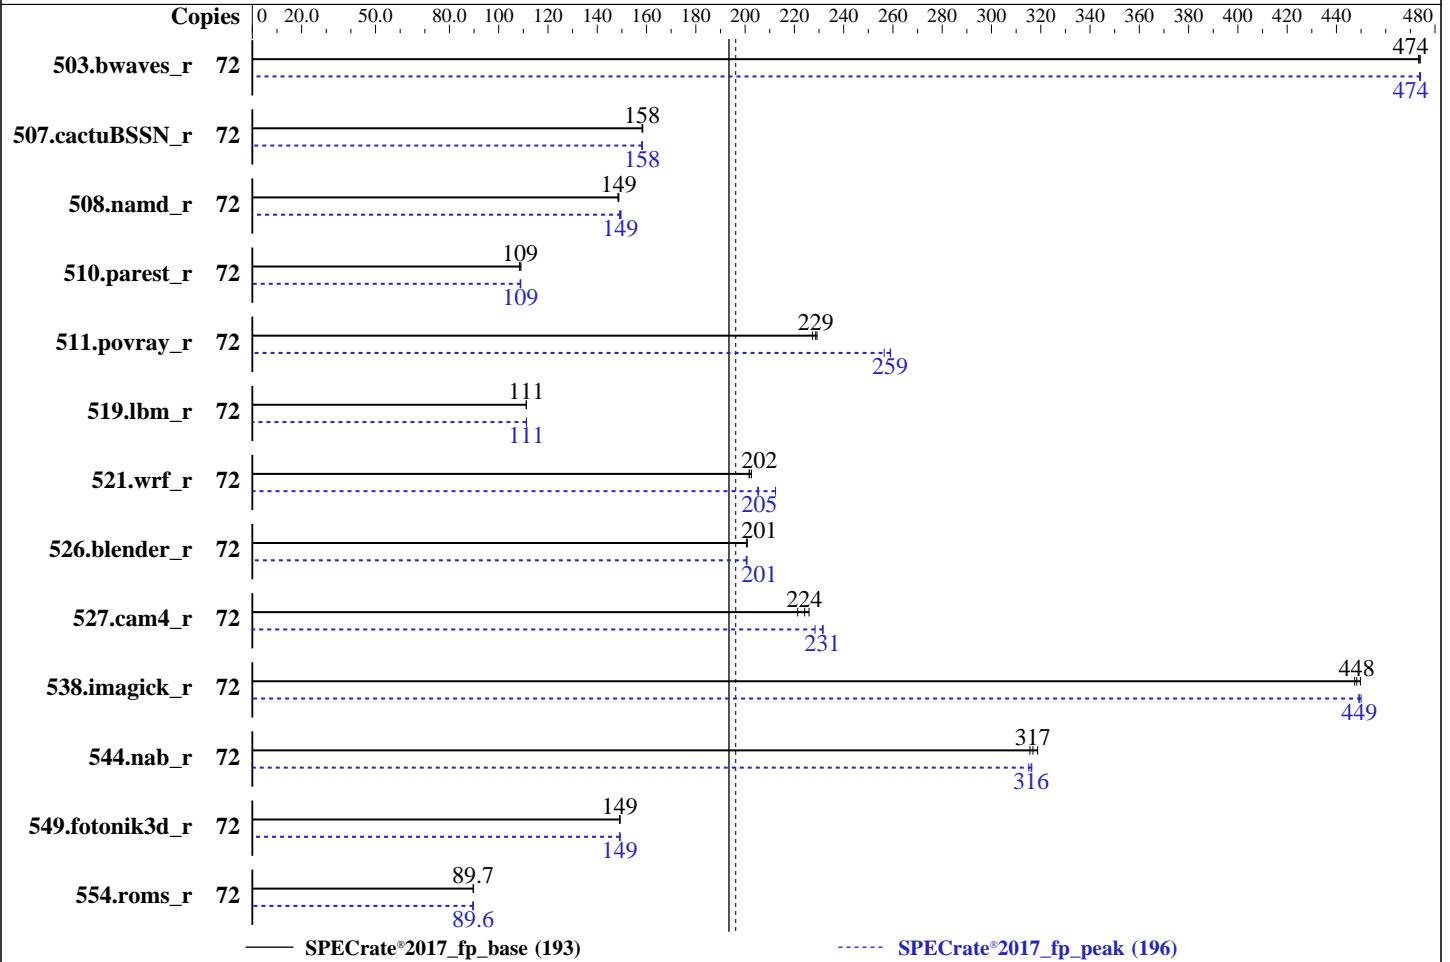 Copies 0 20.0 50.0 80.0 100 120 140 160 180 200 220 240 260 280 300 320 340 360 380 400 420 440 480
474
503.bwaves_r 72
474
158
507.cactuBSSN_r 72
158
149
508.namd_r 72
149
109
510.parest_r 72
109
229
511.povray_r 72
259
111
519.lbm_r 72
111
202
521.wrf_r 72
205
201
526.blender_r 72
201
224
527.cam4_r 72
231
448
538.imagick_r 72
449
317
544.nab_r 72
316
149
549.fotonik3d_r 72
149
89.7
554.roms_r 72
89.6
SPECrate®2017_fp_base (193) SPECrate®2017_fp_peak (196)